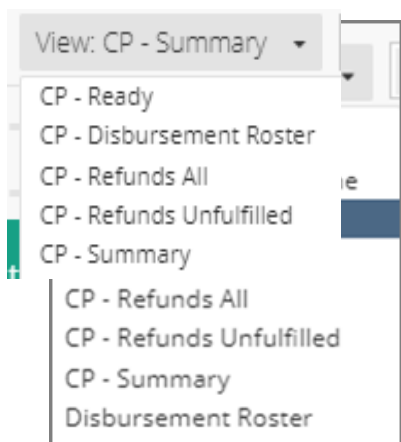 View: CP - Summary
CP - Ready
CP - Disbursement Roster
CP - Refunds All
CP - Refunds Unfulfilled
CP - Summary
CP - Refunds All
CP - Refunds Unfulfilled
CP - Summary
Disbursement Roster